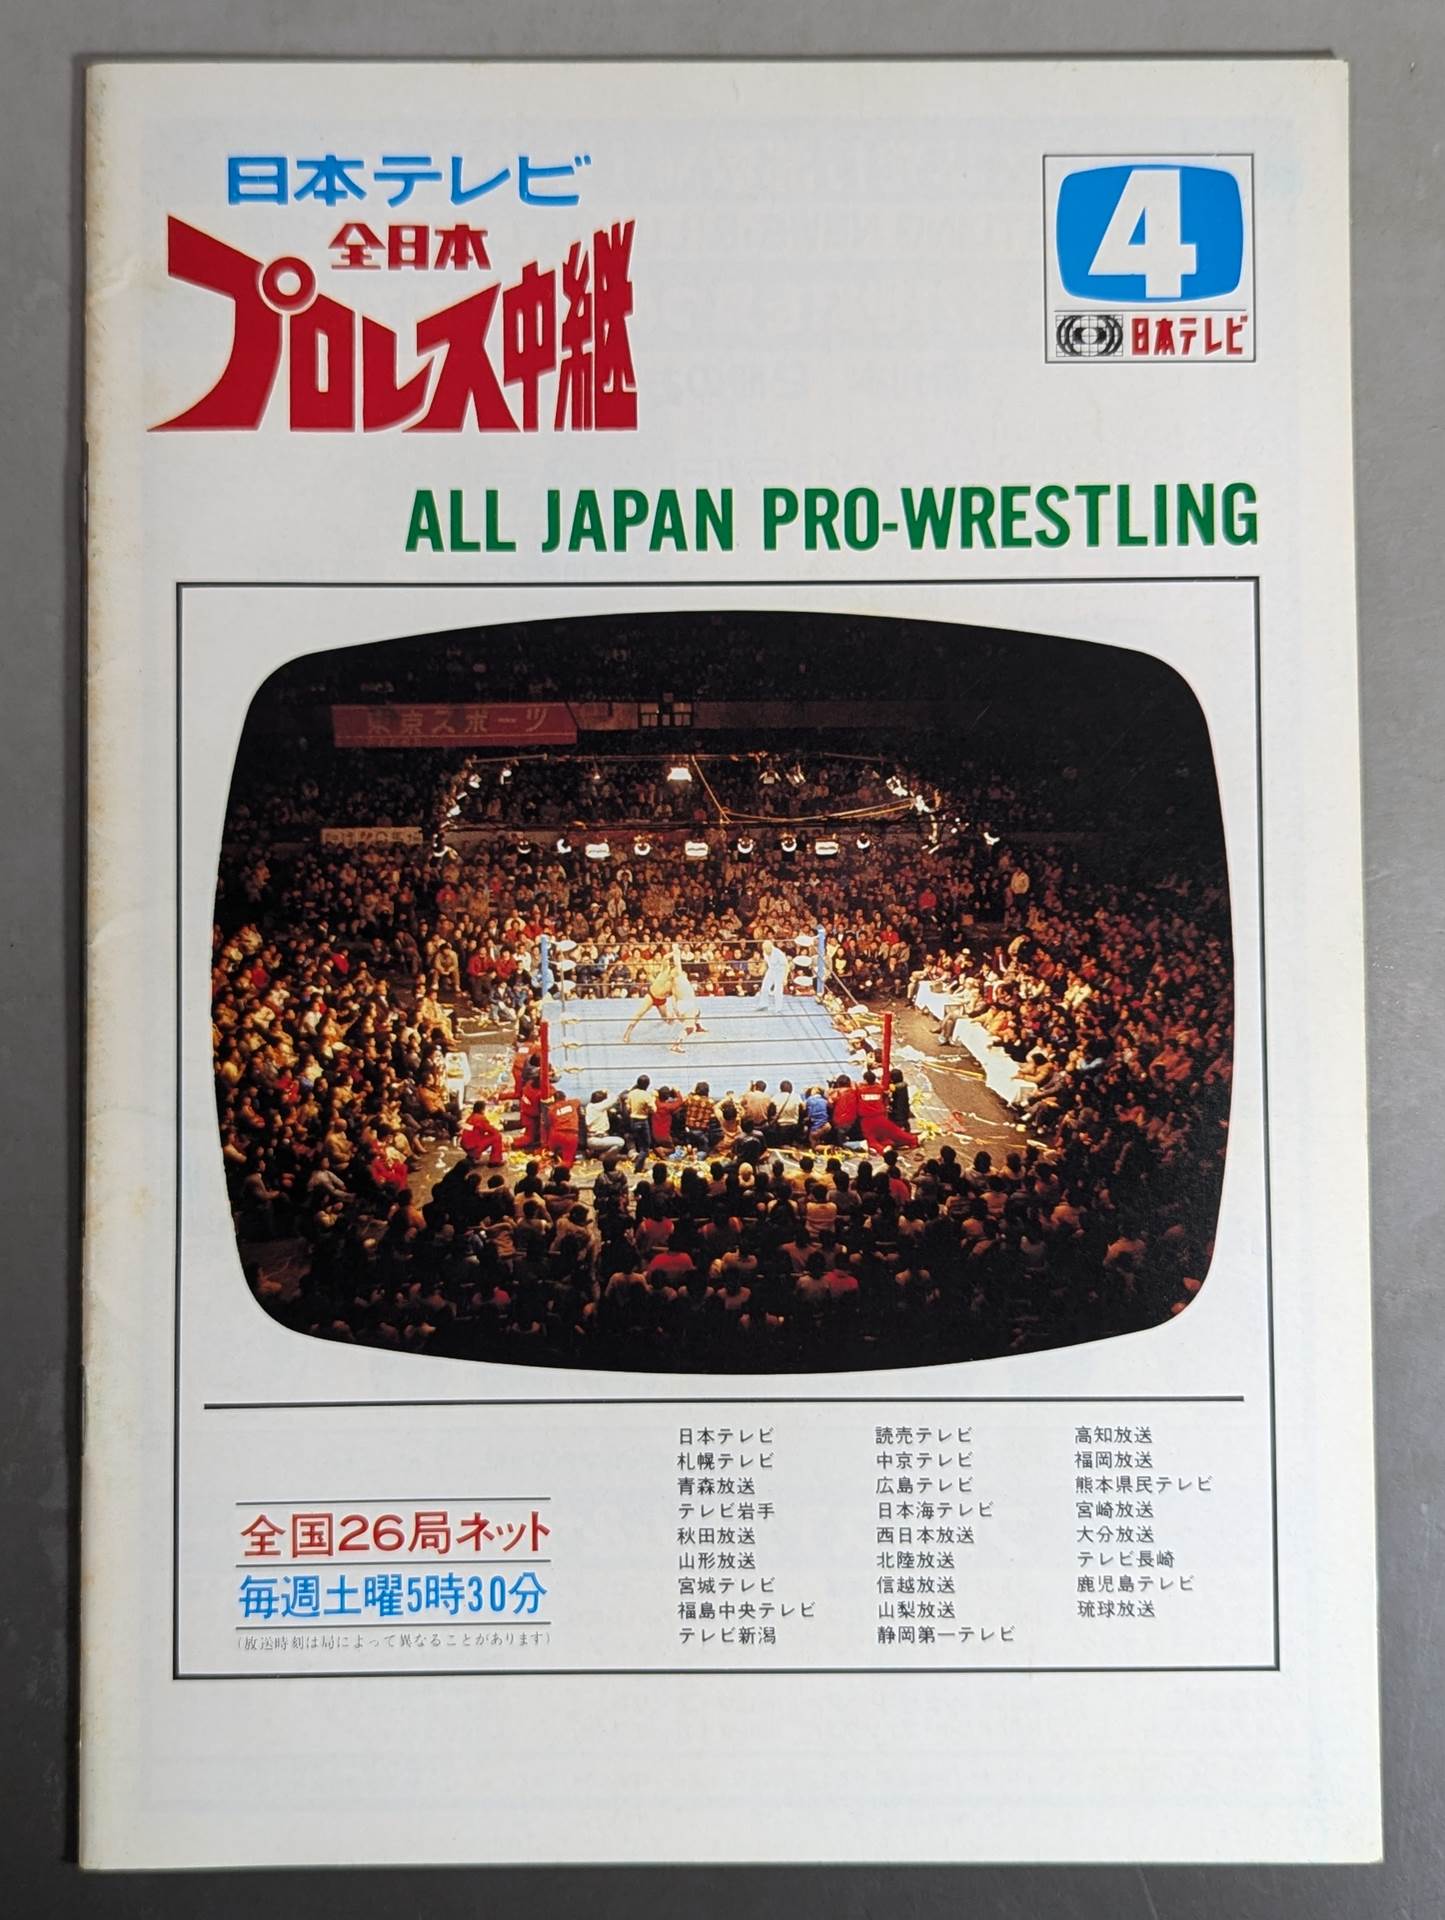 日本テレビ
全日本
プロレス中継
4
日本テレビ
ALL JAPAN PRO-WRESTLING
東京スポーツ
全国26局ネット
毎週土曜5時30分
(放送時刻は局によって異なることがあります)
日本テレビ
札幌テレビ
青森放送
テレビ岩手
秋田放送
山形放送
宮城テレビ
福島中央テレビ
テレビ新潟
読売テレビ
中京テレビ
広島テレビ
日本海テレビ
西日本放送
北陸放送
信越放送
山梨放送
静岡第一テレビ
高知放送
福岡放送
熊本県民テレビ
宮崎放送
大分放送
テレビ長崎
鹿児島テレビ
琉球放送